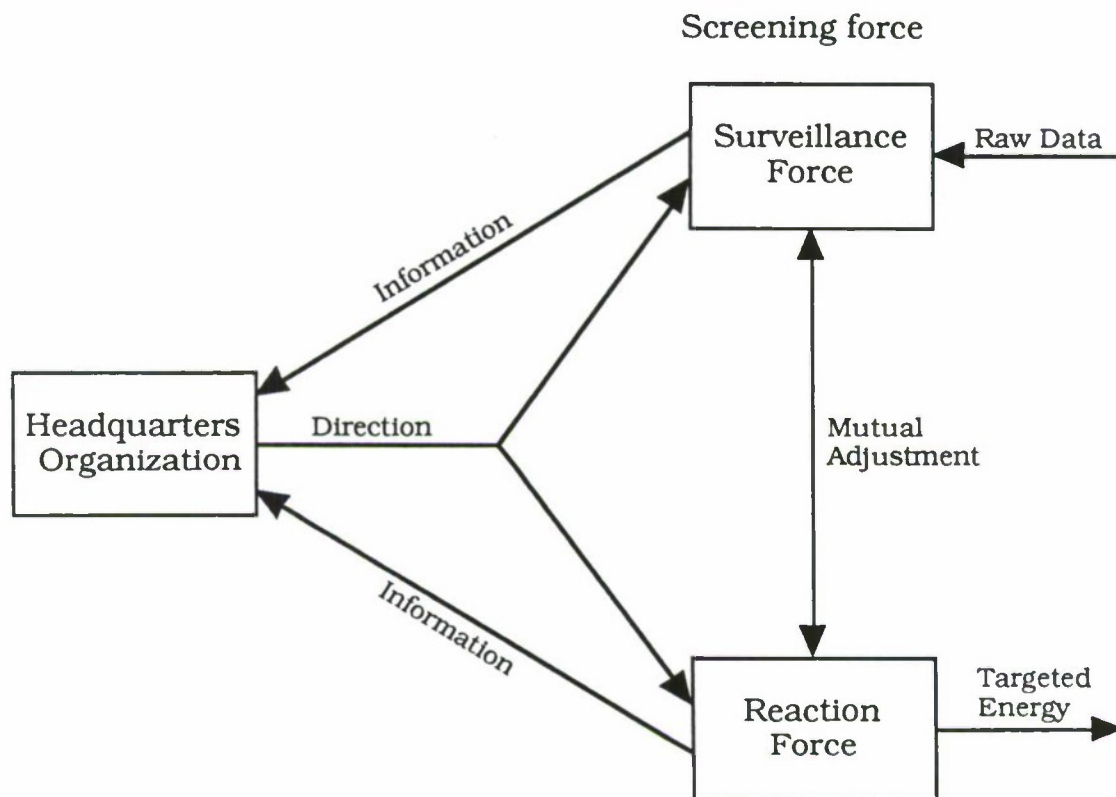 Screening force
Surveillance
Force
Raw Data
Information
Headquarters
Organization
Direction
Mutual
Adjustment
Information
Reaction
Force
Targeted
Energy